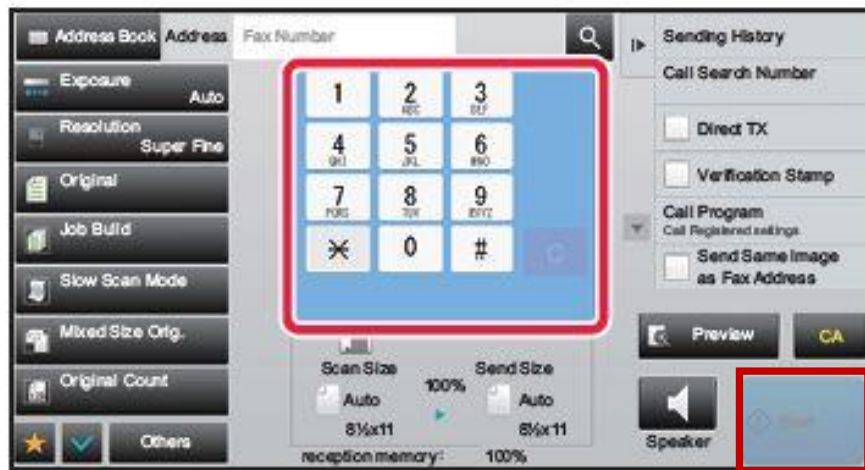 Address Book
Address
Fax Number
Sending History
Exposure
Auto
Call Search Number
Resolution
Super Fine
Direct TX
Original
Verification Stamp
Job Build
Call Program
Call Registered settings
Slow Scan Mode
Send Same Image
as Fax Address
Mixed Size Orig.
Preview
CA
Original Count
Others
1
2
ABC
3
DEF
4
GHI
5
JKL
6
MNO
7
PQRS
8
TUV
9
WXYZ
0
#
C
Scan Size
100%
Send Size
Auto
Auto
8½x11
8½x11
reception memory: 100%
Speaker
Start